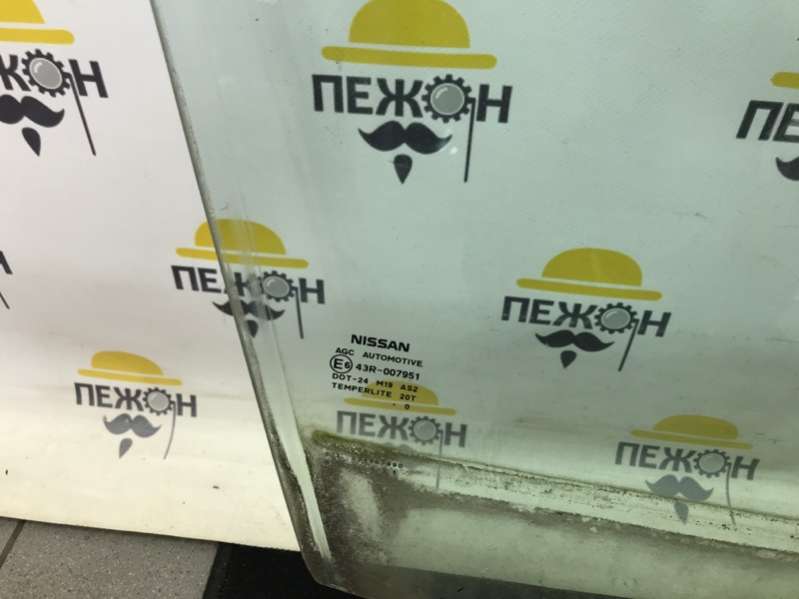 ПЕЖОН
ПЕЖОН
ПЕЖОН
ПЕЖОН
NISSAN
AGC AUTOMOTIVE
E6 43R-007951
DOT-24 M19 AS2
TEMPERLITE 20T
. 0
ПЕЖОН
ПЕЖОН
ПЕЖОН